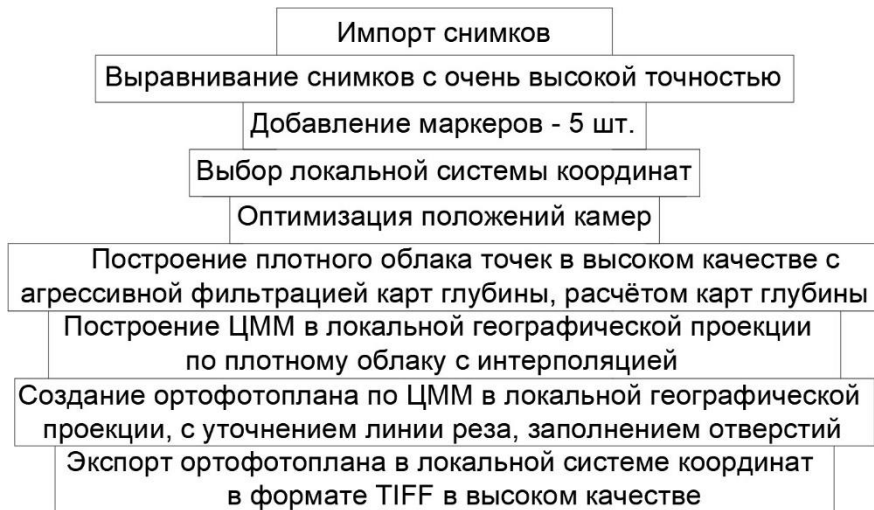 Импорт снимков
Выравнивание снимков с очень высокой точностью
Добавление маркеров - 5 шт.
Выбор локальной системы координат
Оптимизация положений камер
Построение плотного облака точек в высоком качестве с
агрессивной фильтрацией карт глубины, расчётом карт глубины
Построение ЦММ в локальной географической проекции
по плотному облаку с интерполяцией
Создание ортофотоплана по ЦММ в локальной географической
проекции, с уточнением линии реза, заполнением отверстий
Экспорт ортофотоплана в локальной системе координат
в формате TIFF в высоком качестве